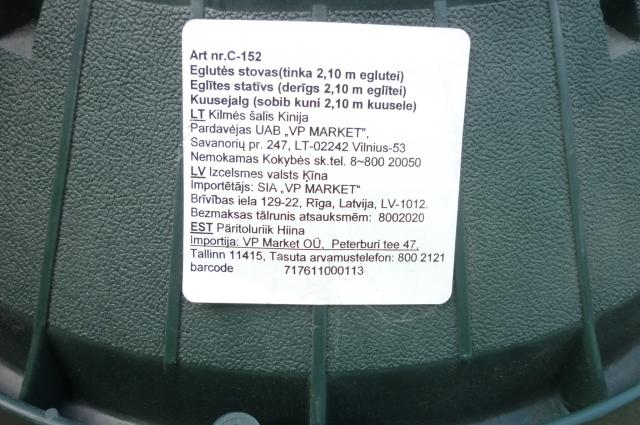 Art nr.C-152
Eglutės stovas(tinka 2,10 m eglutei)
Eglītes statīvs (derīgs 2,10 m eglītei)
Kuusejalg (sobib kuni 2,10 m kuusele)
LT Kilmės šalis Kinija
Pardavėjas UAB „VP MARKET”,
Savanorių pr. 247, LT-02242 Vilnius-53
Nemokamas Kokybės sk.tel. 8~800 20050
LV Izcelsmes valsts Ķīna
Importētājs: SIA „VP MARKET“
Brīvības iela 129-22, Rīga, Latvija, LV-1012.
Bezmaksas tālrunis atsauksmēm: 8002020
EST Päritoluriik Hiina
Importija: VP Market OÜ, Peterburi tee 47,
Tallinn 11415, Tasuta arvamustelefon: 800 2121
barcode 717611000113